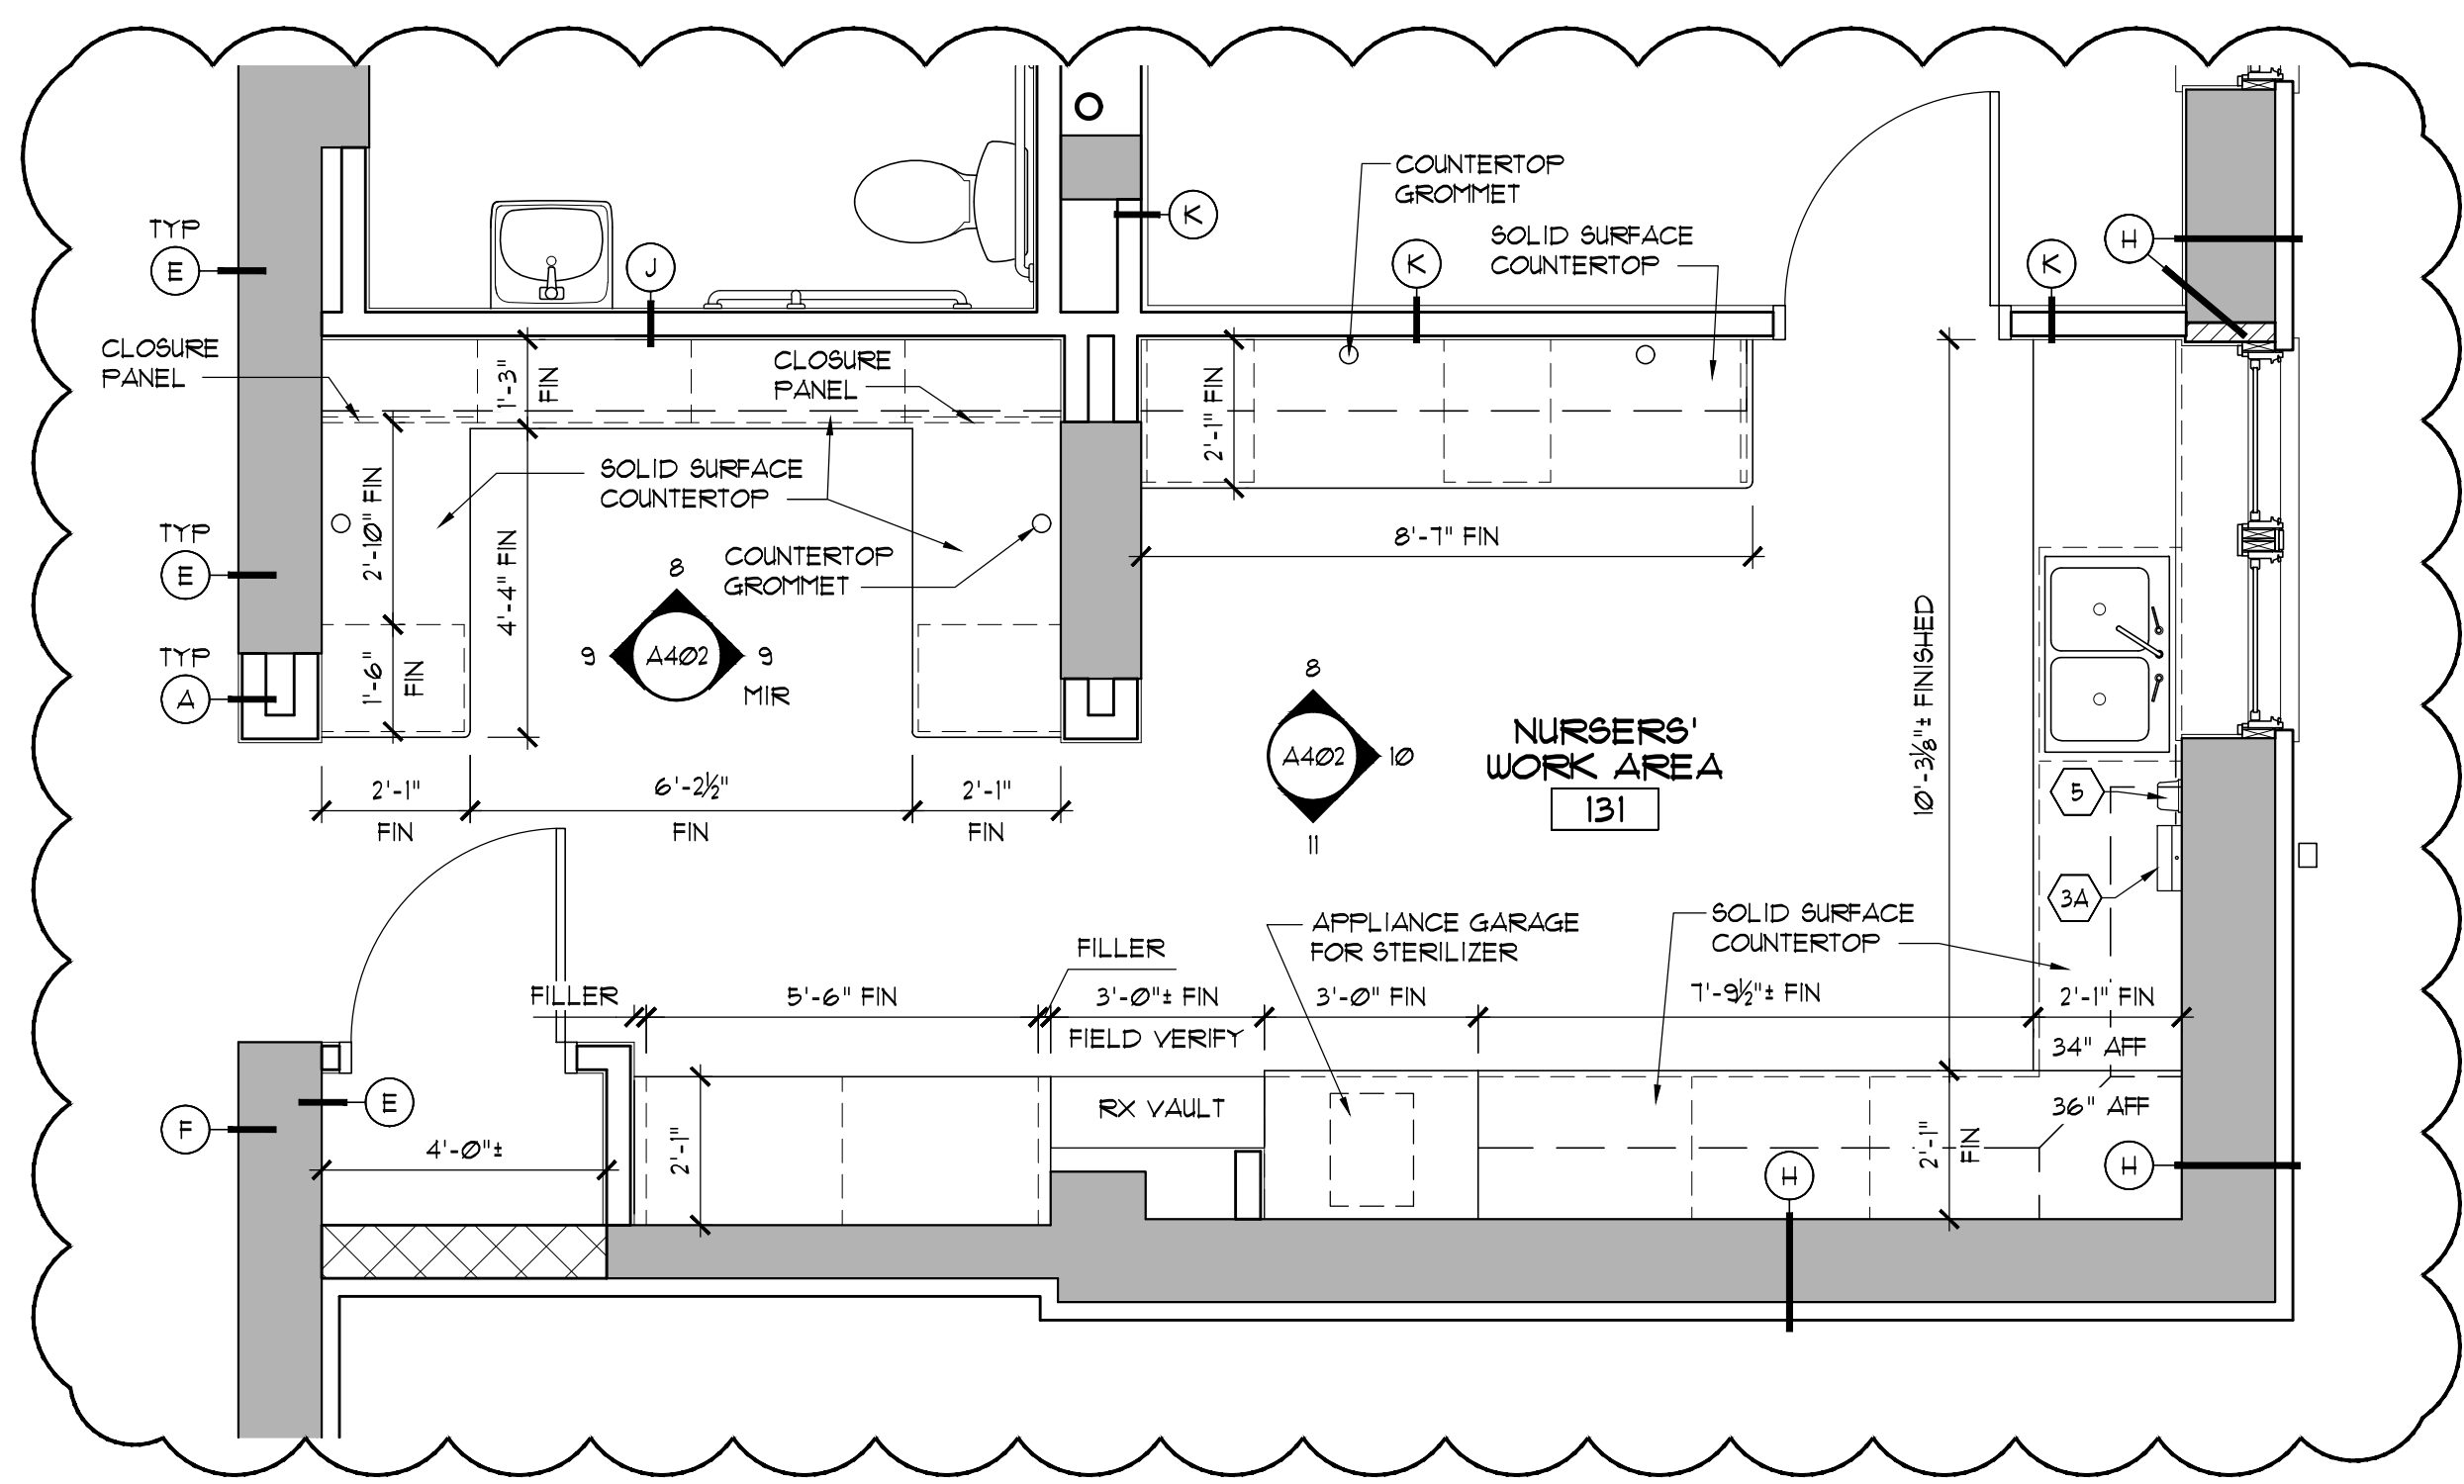 COUNTERTOP
GROMMET
K
SOLID SURFACE
COUNTERTOP
TYP
E
J
K
K
H
CLOSURE
PANEL
1'-3"
FIN
CLOSURE
PANEL
2'-1" FIN
2'-10" FIN
SOLID SURFACE
COUNTERTOP
4'-4" FIN
8'-7" FIN
TYP
E
COUNTERTOP
GROMMET
8
9
A402
9
MIR
TYP
A
1'-6"
FIN
8
A402
10
11
NURSERS'
WORK AREA
131
10'-3⅜"± FINISHED
2'-1"
FIN
6'-2½"
FIN
2'-1"
FIN
5
3A
APPLIANCE GARAGE
FOR STERILIZER
SOLID SURFACE
COUNTERTOP
FILLER
FILLER
5'-6" FIN
3'-0"± FIN
FIELD VERIFY
3'-0" FIN
7'-9½"± FIN
2'-1" FIN
34" AFF
36" AFF
E
F
RX VAULT
4'-0"±
2'-1"
2'-1"
FIN
H
H